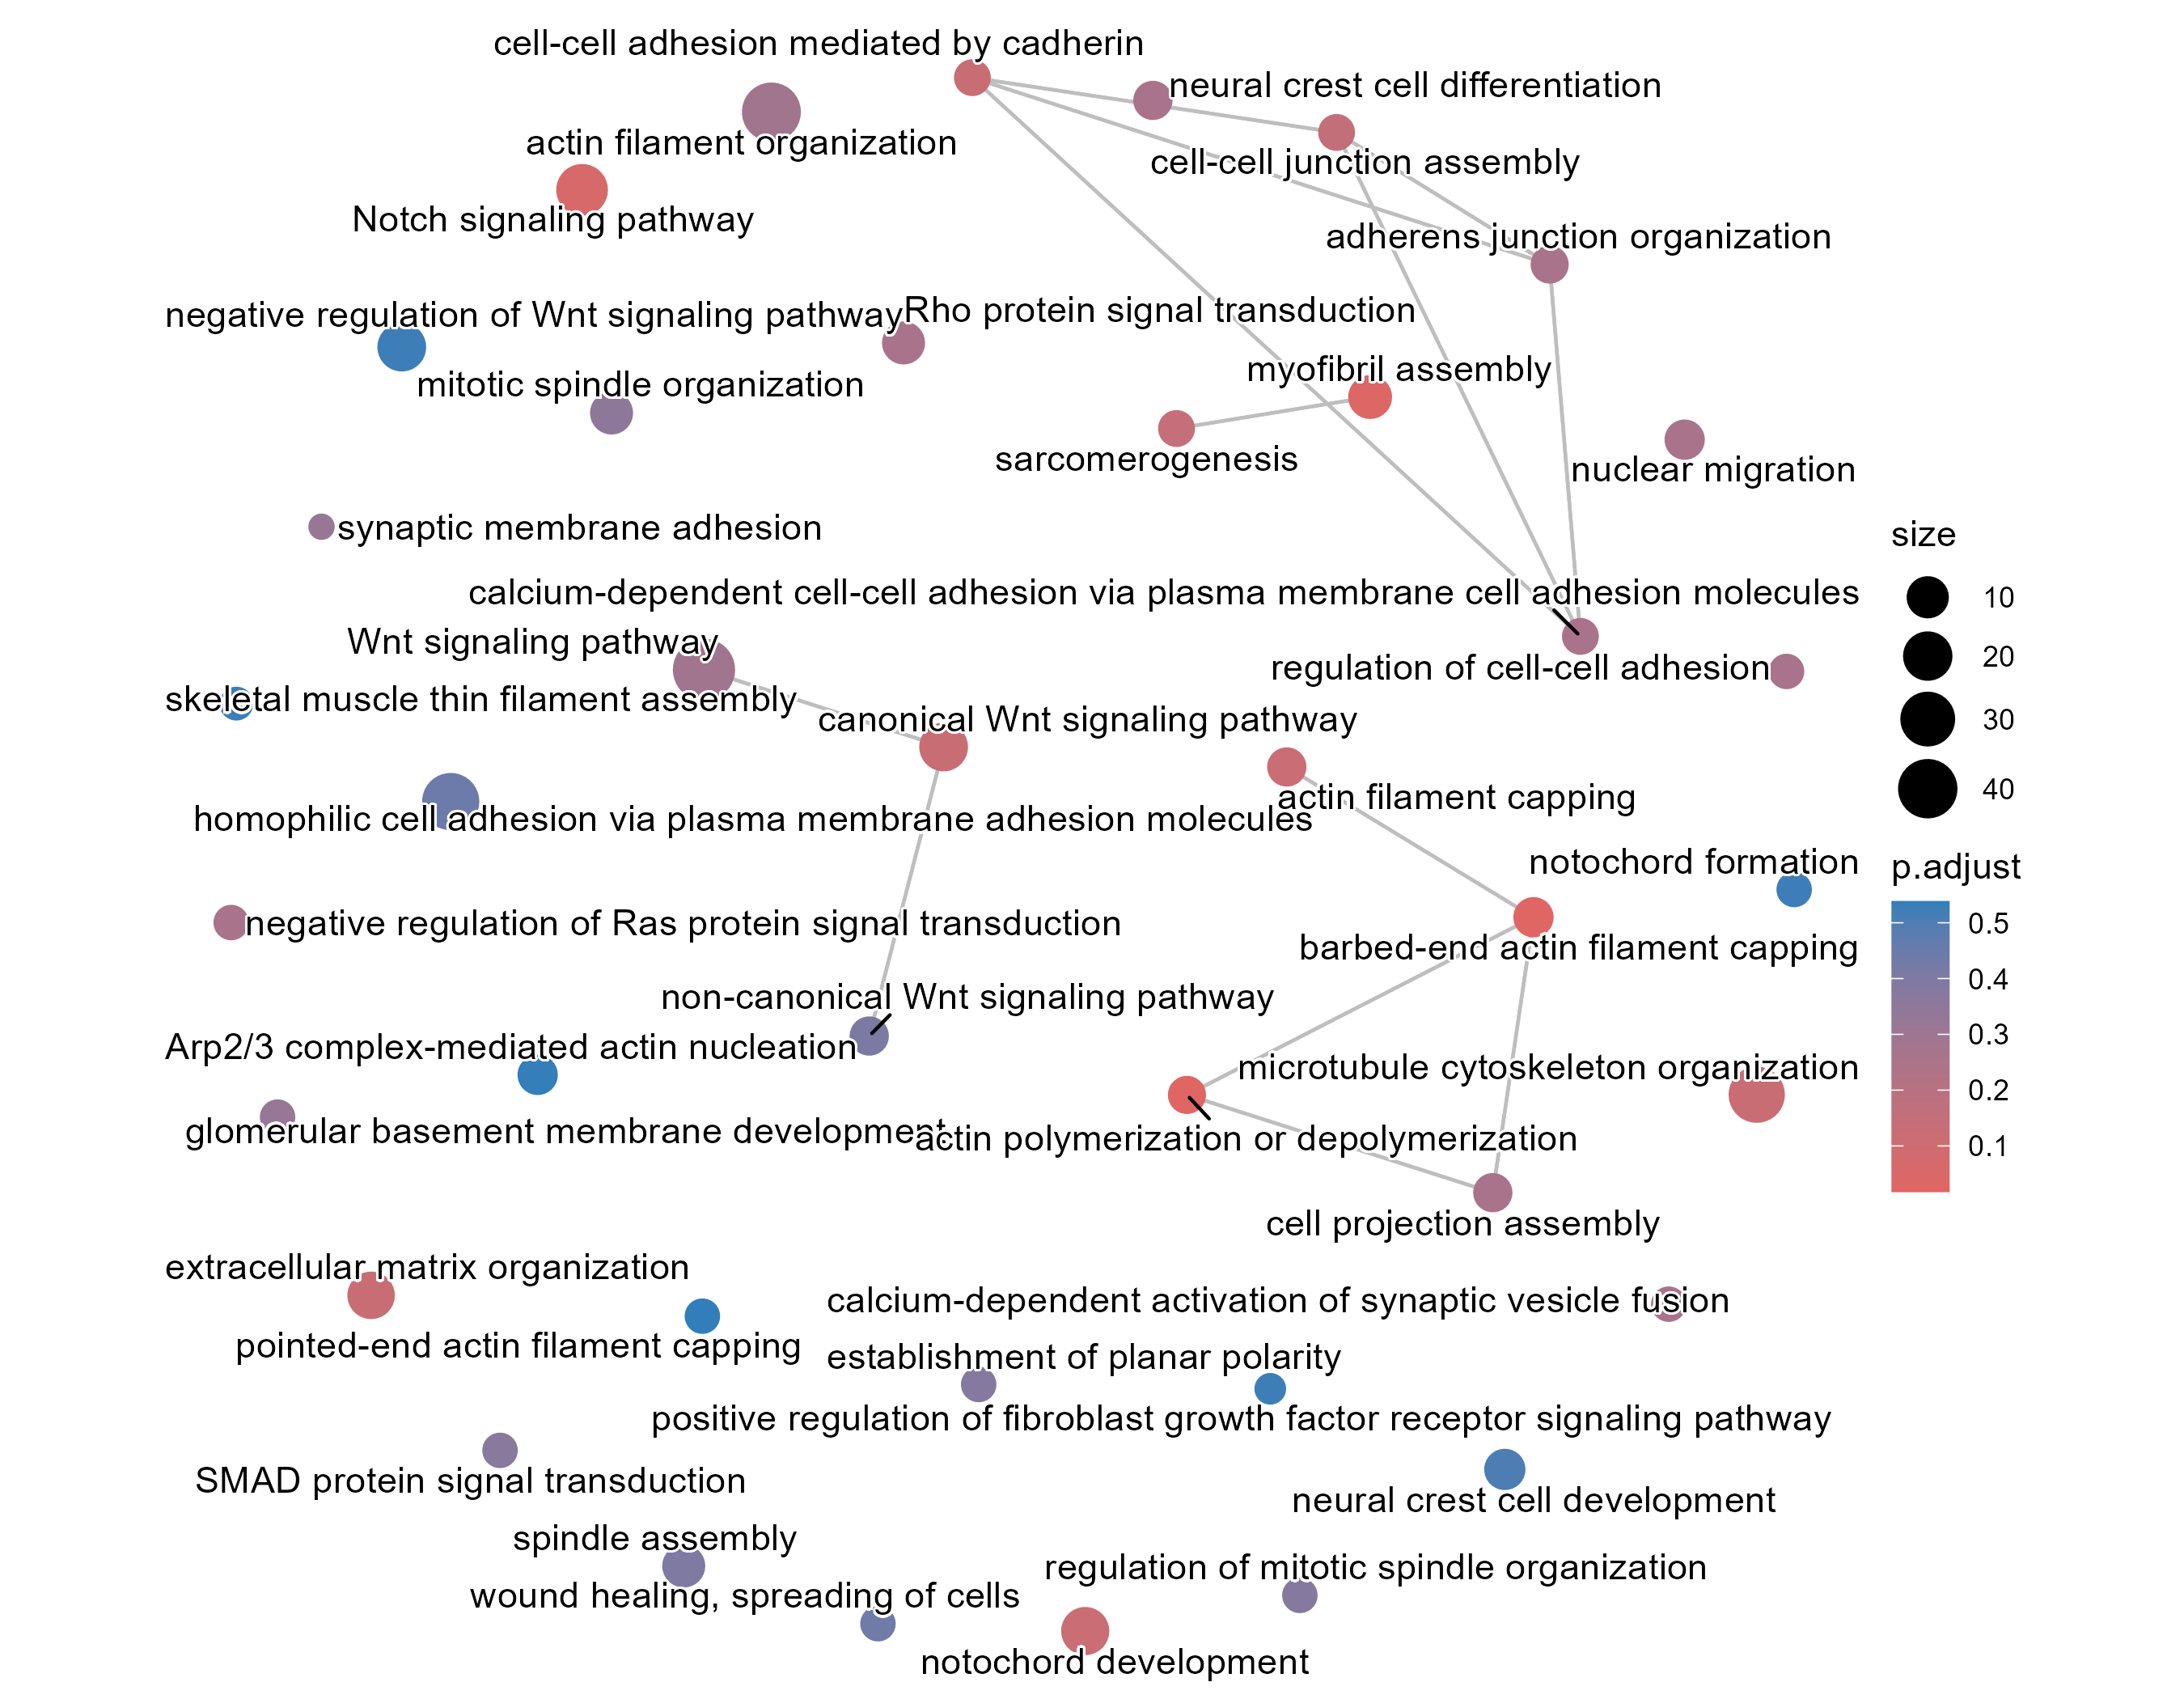 cell-cell adhesion mediated by cadherin
neural crest cell differentiation
actin filament organization
cell-cell junction assembly
Notch signaling pathway
adherens junction organization
negative regulation of Wnt signaling pathway
Rho protein signal transduction
mitotic spindle organization
myofibril assembly
sarcomerogenesis
nuclear migration
synaptic membrane adhesion
calcium-dependent cell-cell adhesion via plasma membrane cell adhesion molecules
Wnt signaling pathway
regulation of cell-cell adhesion
skeletal muscle thin filament assembly
canonical Wnt signaling pathway
actin filament capping
homophilic cell adhesion via plasma membrane adhesion molecules
notochord formation
negative regulation of Ras protein signal transduction
barbed-end actin filament capping
non-canonical Wnt signaling pathway
Arp2/3 complex-mediated actin nucleation
microtubule cytoskeleton organization
glomerular basement membrane development
actin polymerization or depolymerization
cell projection assembly
extracellular matrix organization
calcium-dependent activation of synaptic vesicle fusion
pointed-end actin filament capping
establishment of planar polarity
positive regulation of fibroblast growth factor receptor signaling pathway
SMAD protein signal transduction
neural crest cell development
spindle assembly
regulation of mitotic spindle organization
wound healing, spreading of cells
notochord development
size
10
20
30
40
p.adjust
0.5
0.4
0.3
0.2
0.1